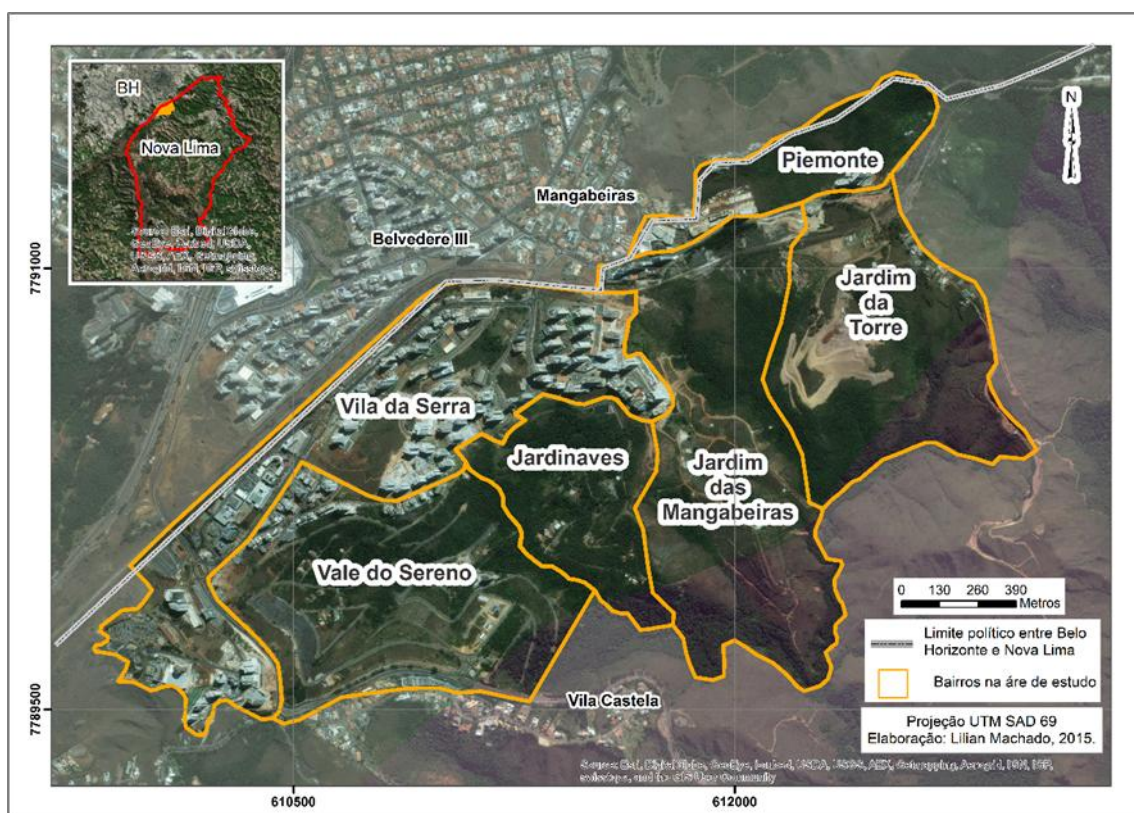 BH
Nova Lima
N
Piemonte
Mangabeiras
Belvedere III
7791000
Jardim
da
Torre
Vila da Serra
Jardinaves
Jardim
das
Mangabeiras
Vale do Sereno
0 130 260 390
Metros
Limite político entre Belo
Horizonte e Nova Lima
Bairros na áre de estudo
Vila Castela
7789500
Projeção UTM SAD 69
Elaboração: Lilian Machado, 2015.
610500
612000